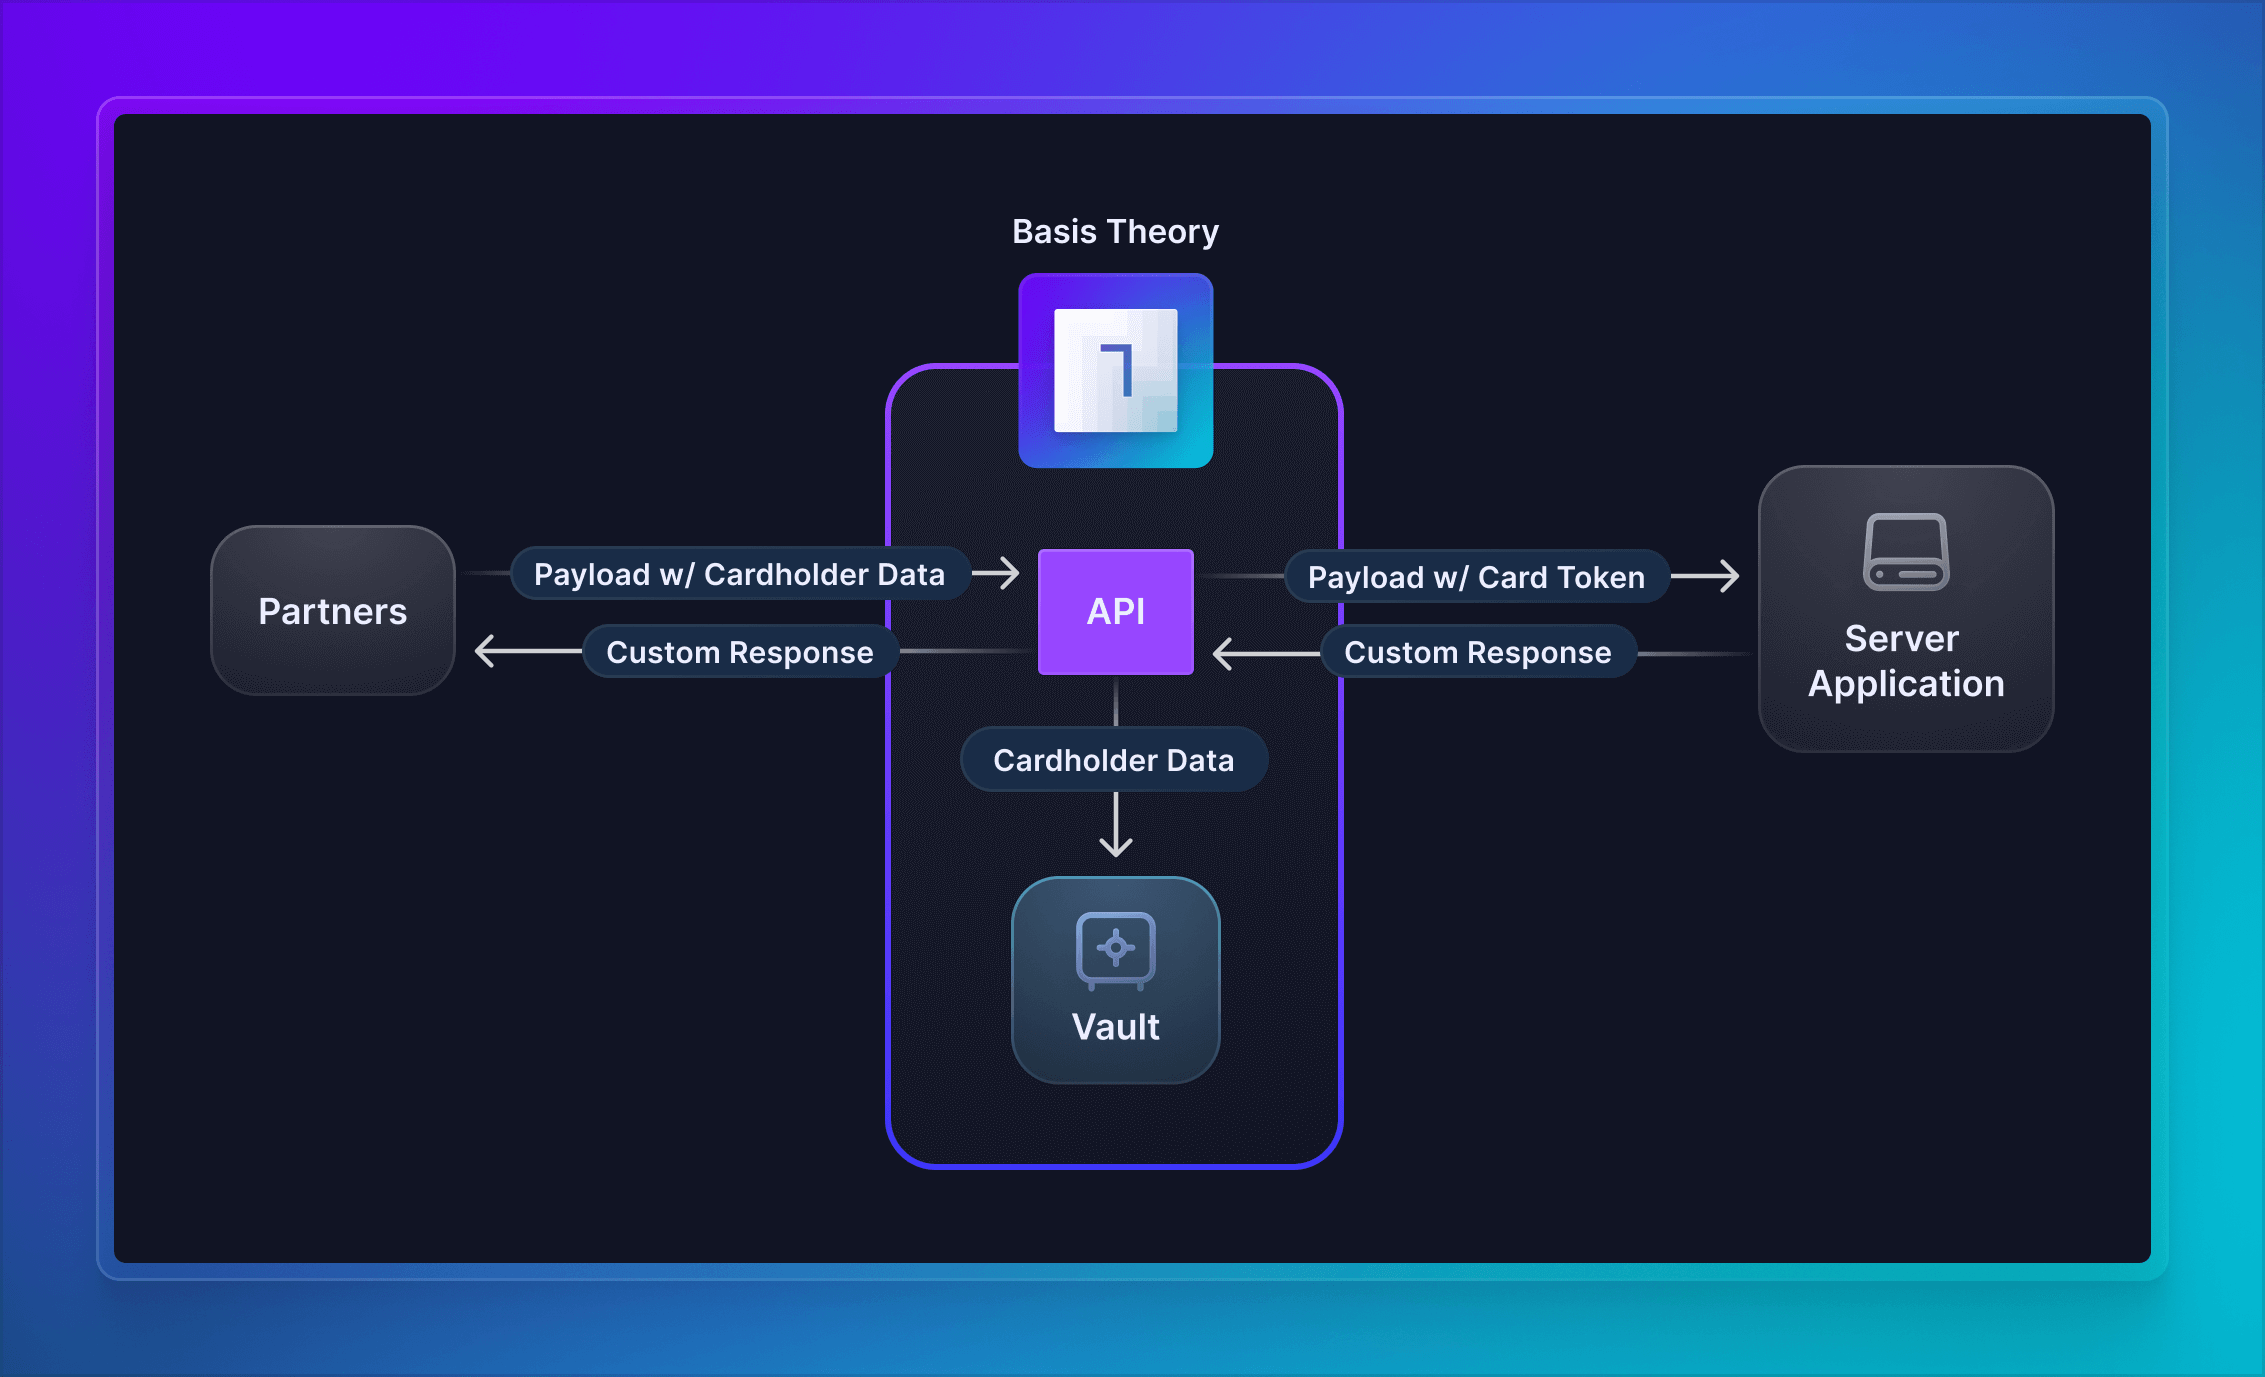 Basis Theory
Partners
Payload w/ Cardholder Data
Custom Response
API
Payload w/ Card Token
Custom Response
Server
Application
Cardholder Data
Vault